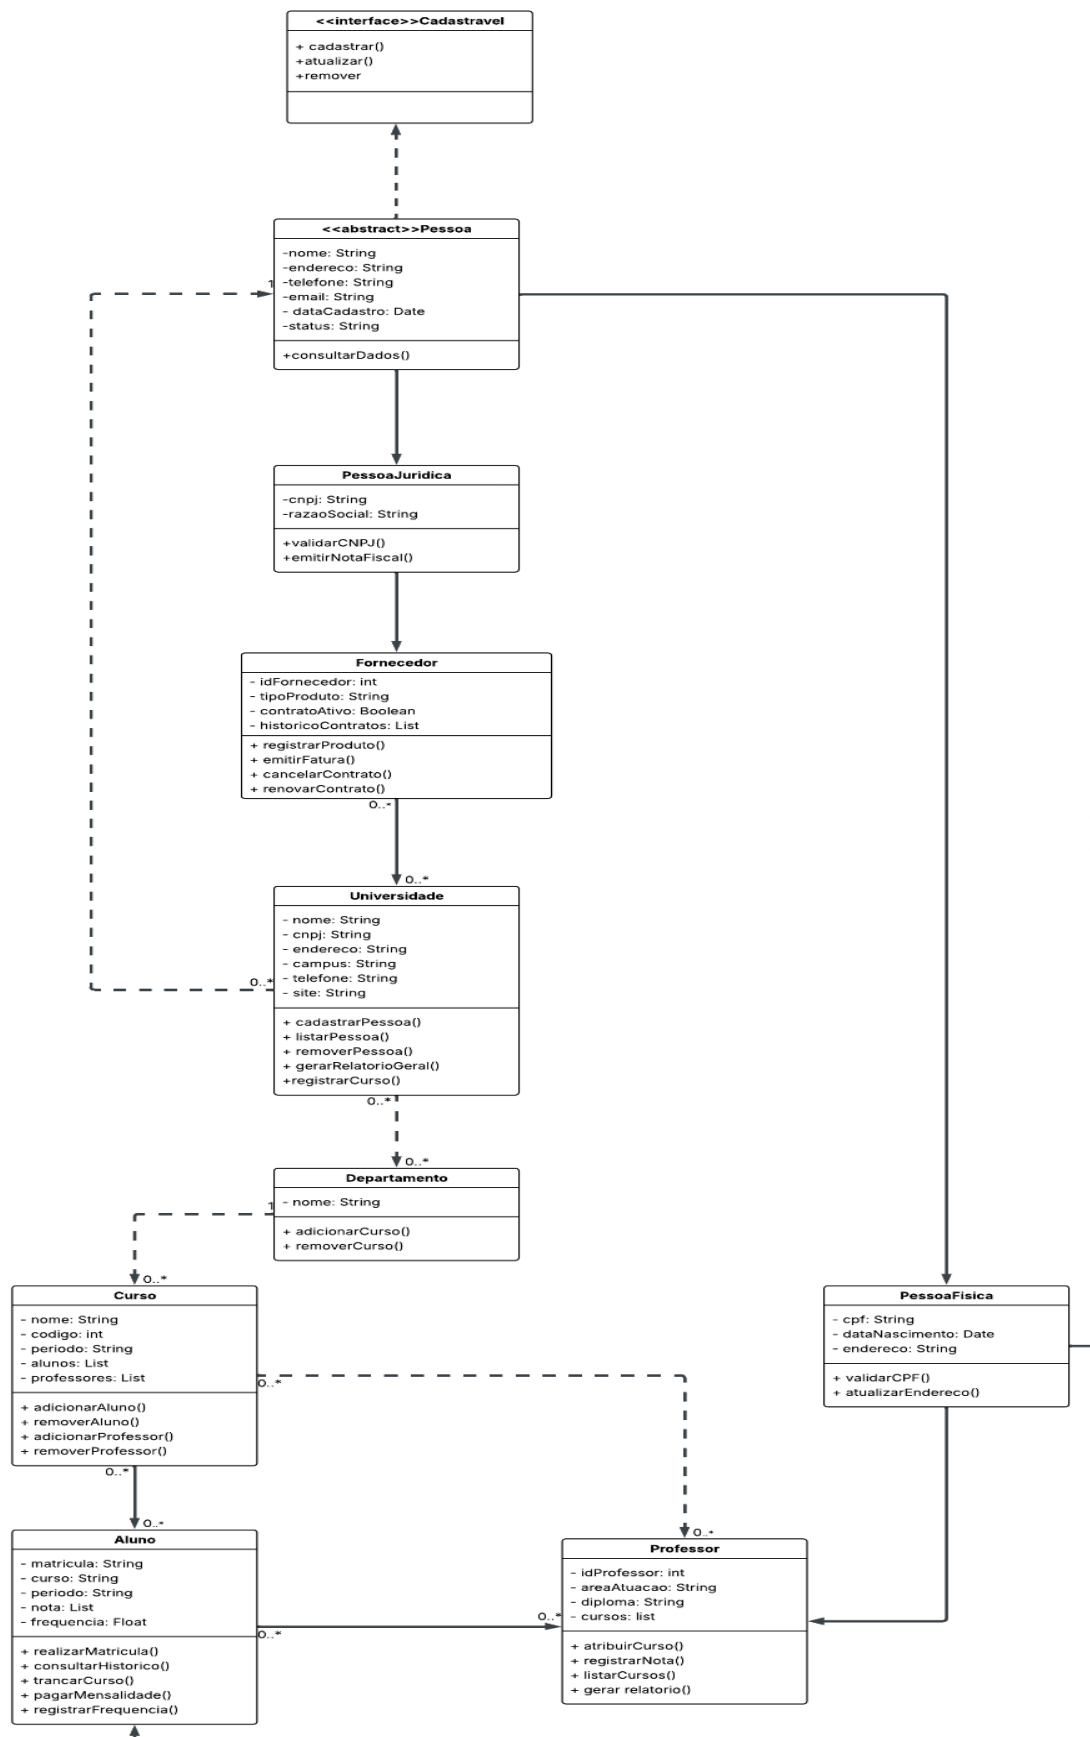 <<interface>>Cadastravel
+ cadastrar()
+atualizar()
+remover
<<abstract>>Pessoa
-nome: String
-endereco: String
1
-telefone: String
-email: String
- dataCadastro: Date
-status: String
+consultarDados()
PessoaJuridica
-cnpj: String
-razaoSocial: String
+validarCNPJ()
+emitirNotaFiscal()
Fornecedor
- idFornecedor: int
- tipoProduto: String
- contratoAtivo: Boolean
- historicoContratos: List
+ registrarProduto()
+ emitirFatura()
+ cancelarContrato()
+ renovarContrato()
0..*
0..*
Universidade
- nome: String
- cnpj: String
- endereco: String
- campus: String
- telefone: String
0..*
- site: String
+ cadastrarPessoa()
+ listarPessoa()
+ removerPessoa()
+ gerarRelatorioGeral()
+registrarCurso()
0..*
0..*
Departamento
- nome: String
1
+ adicionarCurso()
+ removerCurso()
0..*
Curso
- nome: String
- codigo: int
- periodo: String
- alunos: List
- professores: List
0..*
+ adicionarAluno()
+ removerAluno()
+ adicionarProfessor()
+ removerProfessor()
0..*
PessoaFisica
- cpf: String
- dataNascimento: Date
- endereco: String
+ validarCPF()
+ atualizarEndereco()
0..*
Aluno
- matricula: String
- curso: String
- periodo: String
- nota: List
- frequencia: Float
0..*
+ realizarMatricula()
+ consultarHistorico()
+ trancarCurso()
+ pagarMensalidade()
+ registrarFrequencia()
0..*
Professor
- idProfessor: int
- areaAtuacao: String
- diploma: String
0..*
- cursos: list
+ atribuirCurso()
+ registrarNota()
+ listarCursos()
+ gerar relatorio()